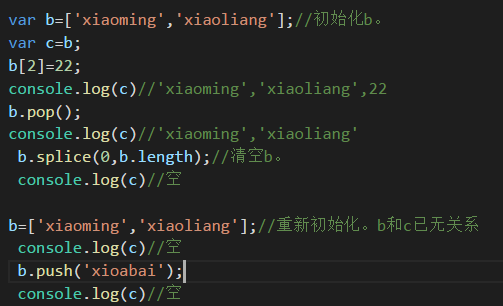 var b=['xiaoming','xiaoliang'];//初始化b。
var c=b;
b[2]=22;
console.log(c)//'xiaoming','xiaoliang',22
b.pop();
console.log(c)//'xiaoming','xiaoliang'
b.splice(0,b.length);//清空b。
console.log(c)//空
b=['xiaoming','xiaoliang'];//重新初始化。b和c已无关系
console.log(c)//空
b.push('xioabai');
console.log(c)//空